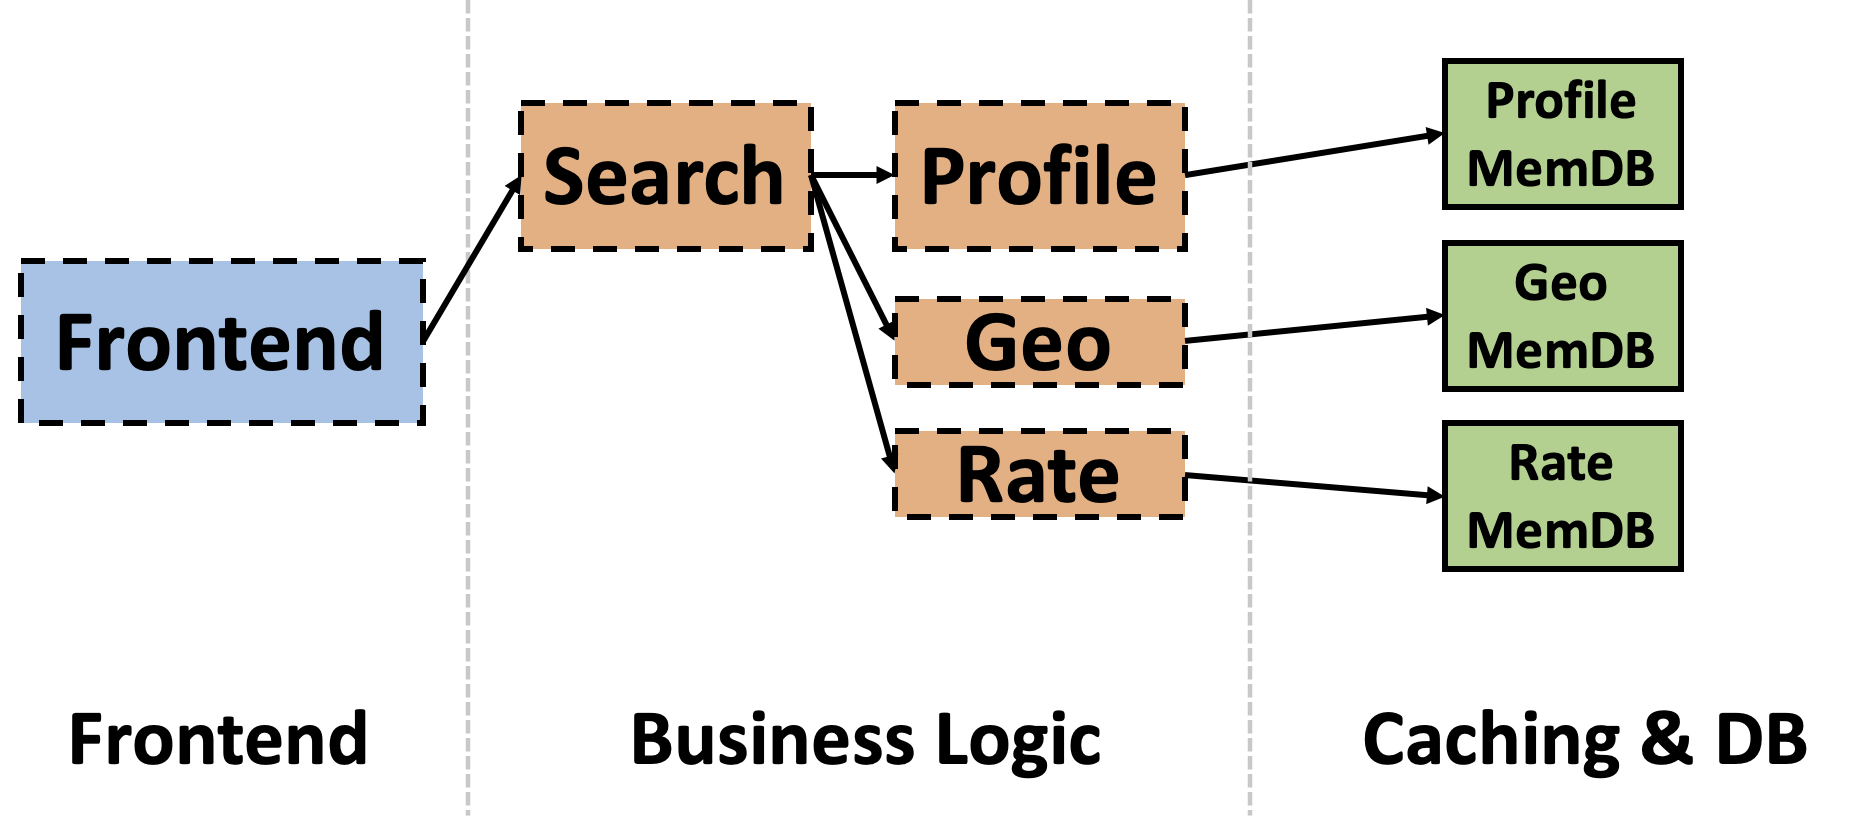 Frontend
Search
Profile
Geo
Rate
Profile
MemDB
Geo
MemDB
Rate
MemDB
Frontend
Business Logic
Caching & DB